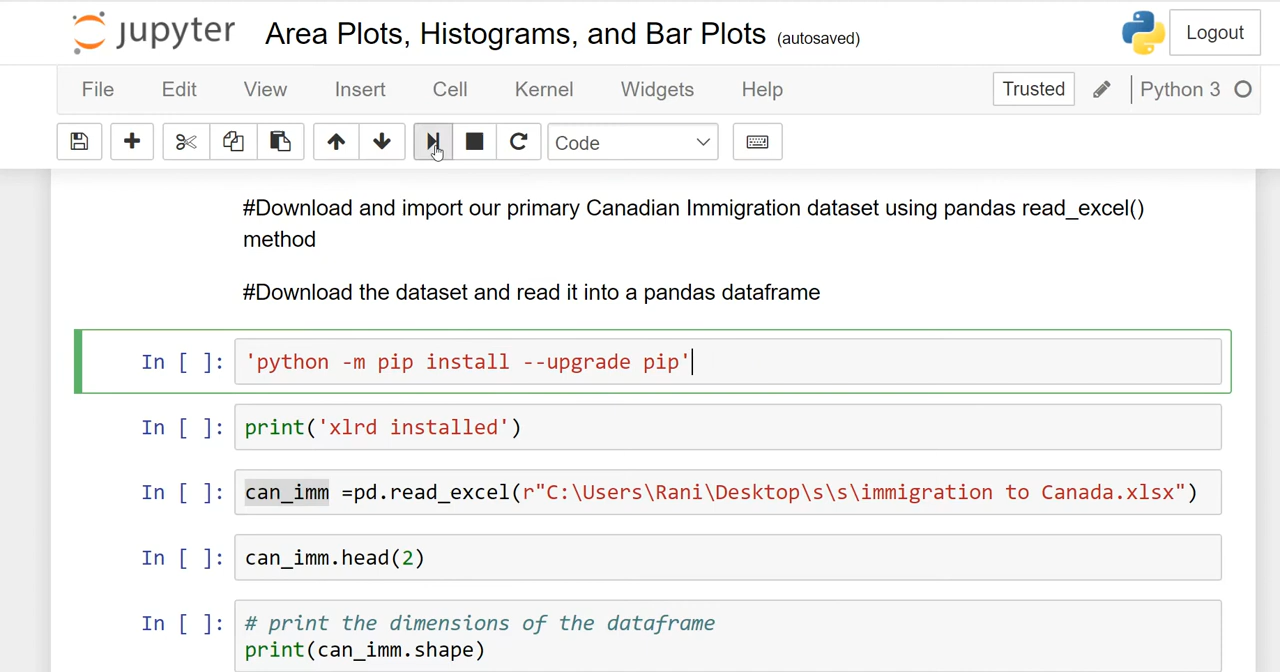 jupyter Area Plots, Histograms, and Bar Plots (autosaved) Logout
File Edit View Insert Cell Kernel Widgets Help Trusted Python 3
Code
#Download and import our primary Canadian Immigration dataset using pandas read_excel()
method
#Download the dataset and read it into a pandas dataframe
In [ ]: 'python -m pip install --upgrade pip'
In [ ]: print('xlrd installed')
In [ ]: can_imm =pd.read_excel(r"C:\Users\Rani\Desktop\s\s\immigration to Canada.xlsx")
In [ ]: can_imm.head(2)
In [ ]: # print the dimensions of the dataframe
print(can_imm.shape)